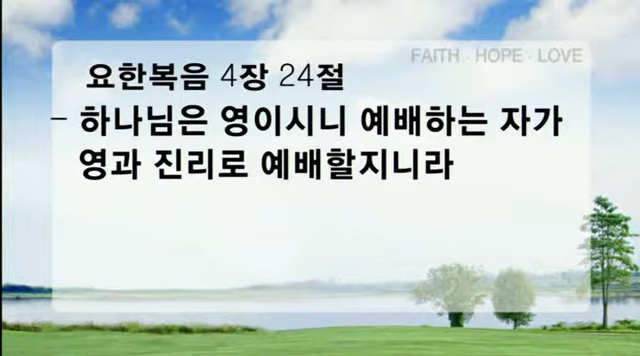 FAITH · HOPE · LOVE
요한복음 4장 24절
- 하나님은 영이시니 예배하는 자가
영과 진리로 예배할지니라